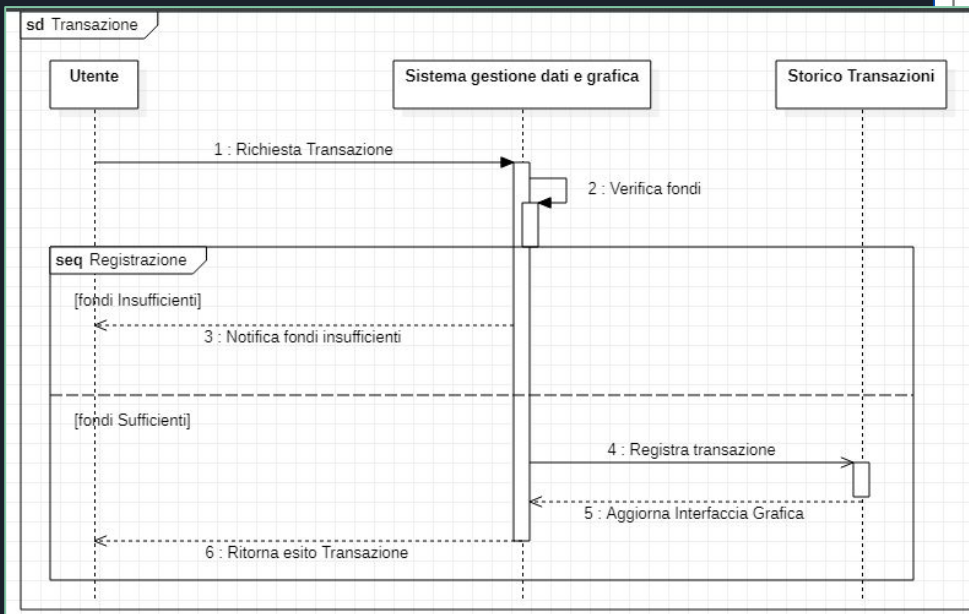 sd Transazione
Utente
Sistema gestione dati e grafica
Storico Transazioni
1 : Richiesta Transazione
2 : Verifica fondi
seq Registrazione
[fondi Insufficienti]
3 : Notifica fondi insufficienti
[fondi Sufficienti]
4 : Registra transazione
5 : Aggiorna Interfaccia Grafica
6 : Ritorna esito Transazione